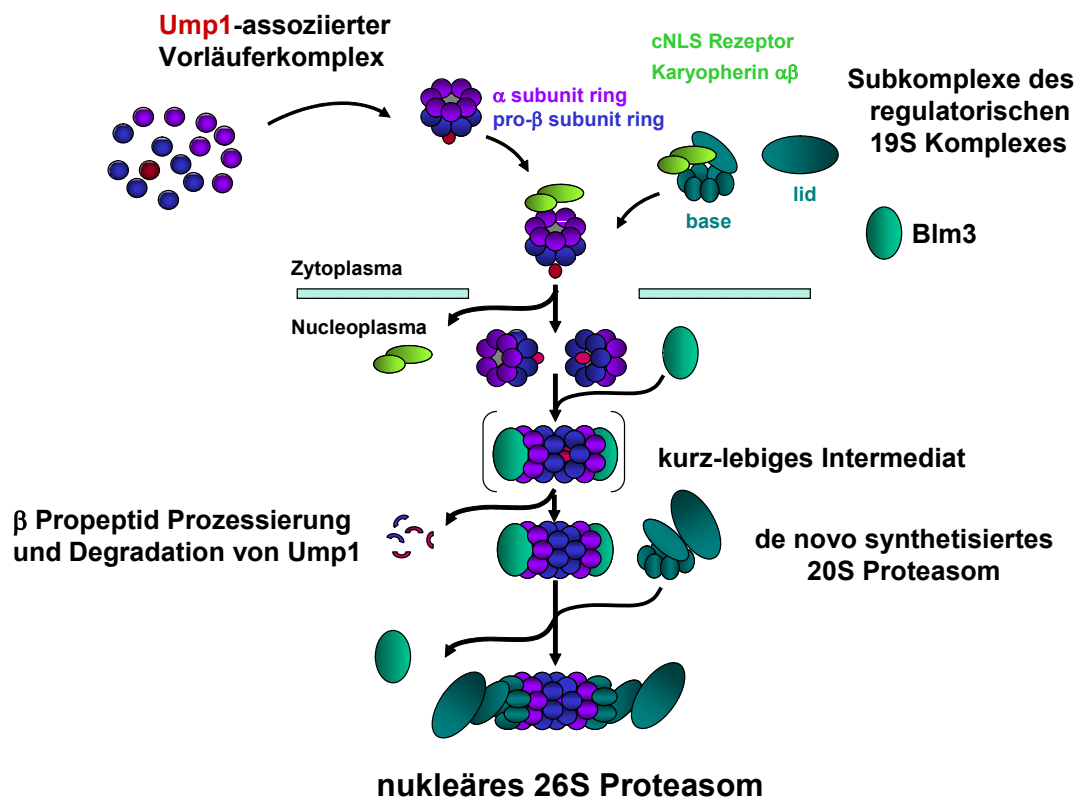 Ump1-assoziierter
Vorläuferkomplex
cNLS Rezeptor
Karyopherin αβ
α subunit ring
pro-β subunit ring
Subkomplexe des
regulatorischen
19S Komplexes
base
lid
Blm3
Zytoplasma
Nucleoplasma
kurz-lebiges Intermediat
β Propeptid Prozessierung
und Degradation von Ump1
de novo synthetisiertes
20S Proteasom
nukleäres 26S Proteasom